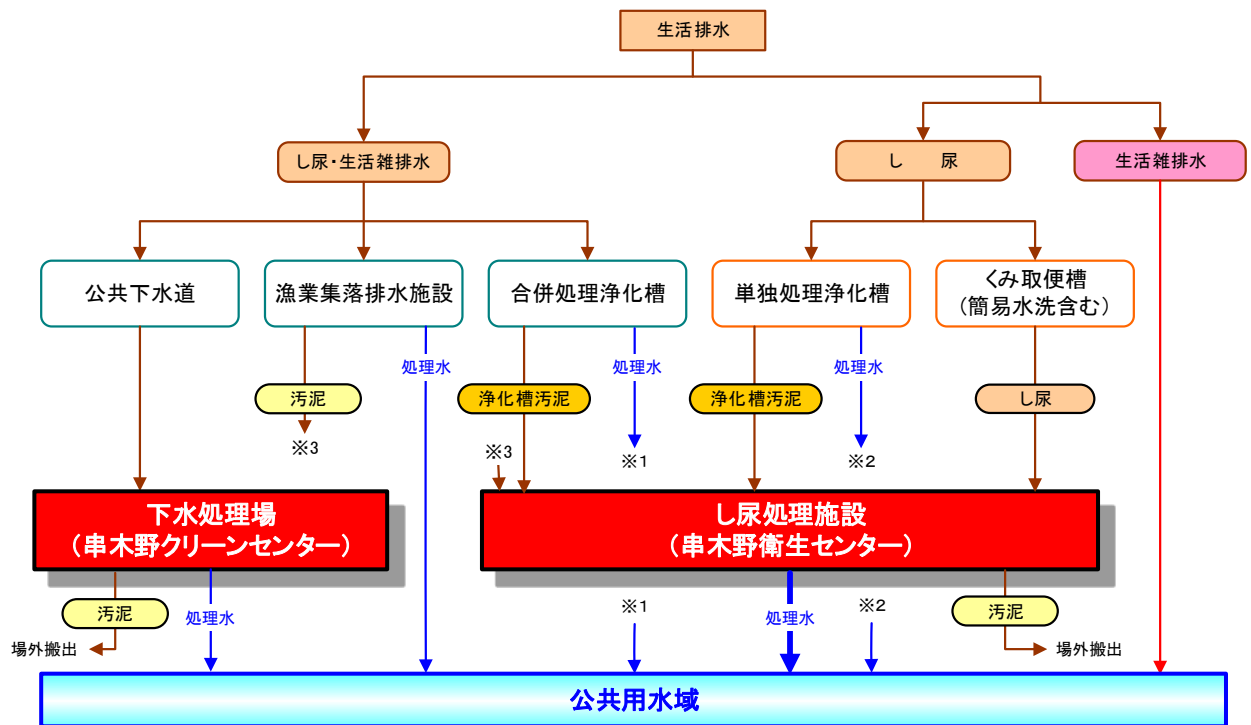 生活排水
し尿・生活雑排水
し　　尿
生活雑排水
公共下水道
漁業集落排水施設
合併処理浄化槽
単独処理浄化槽
くみ取便槽
（簡易水洗含む）
処理水
処理水
処理水
汚泥
浄化槽汚泥
浄化槽汚泥
し尿
※3
※3
※1
※2
下水処理場
（串木野クリーンセンター）
し尿処理施設
（串木野衛生センター）
汚泥
処理水
※1
処理水
※2
汚泥
場外搬出
場外搬出
公共用水域